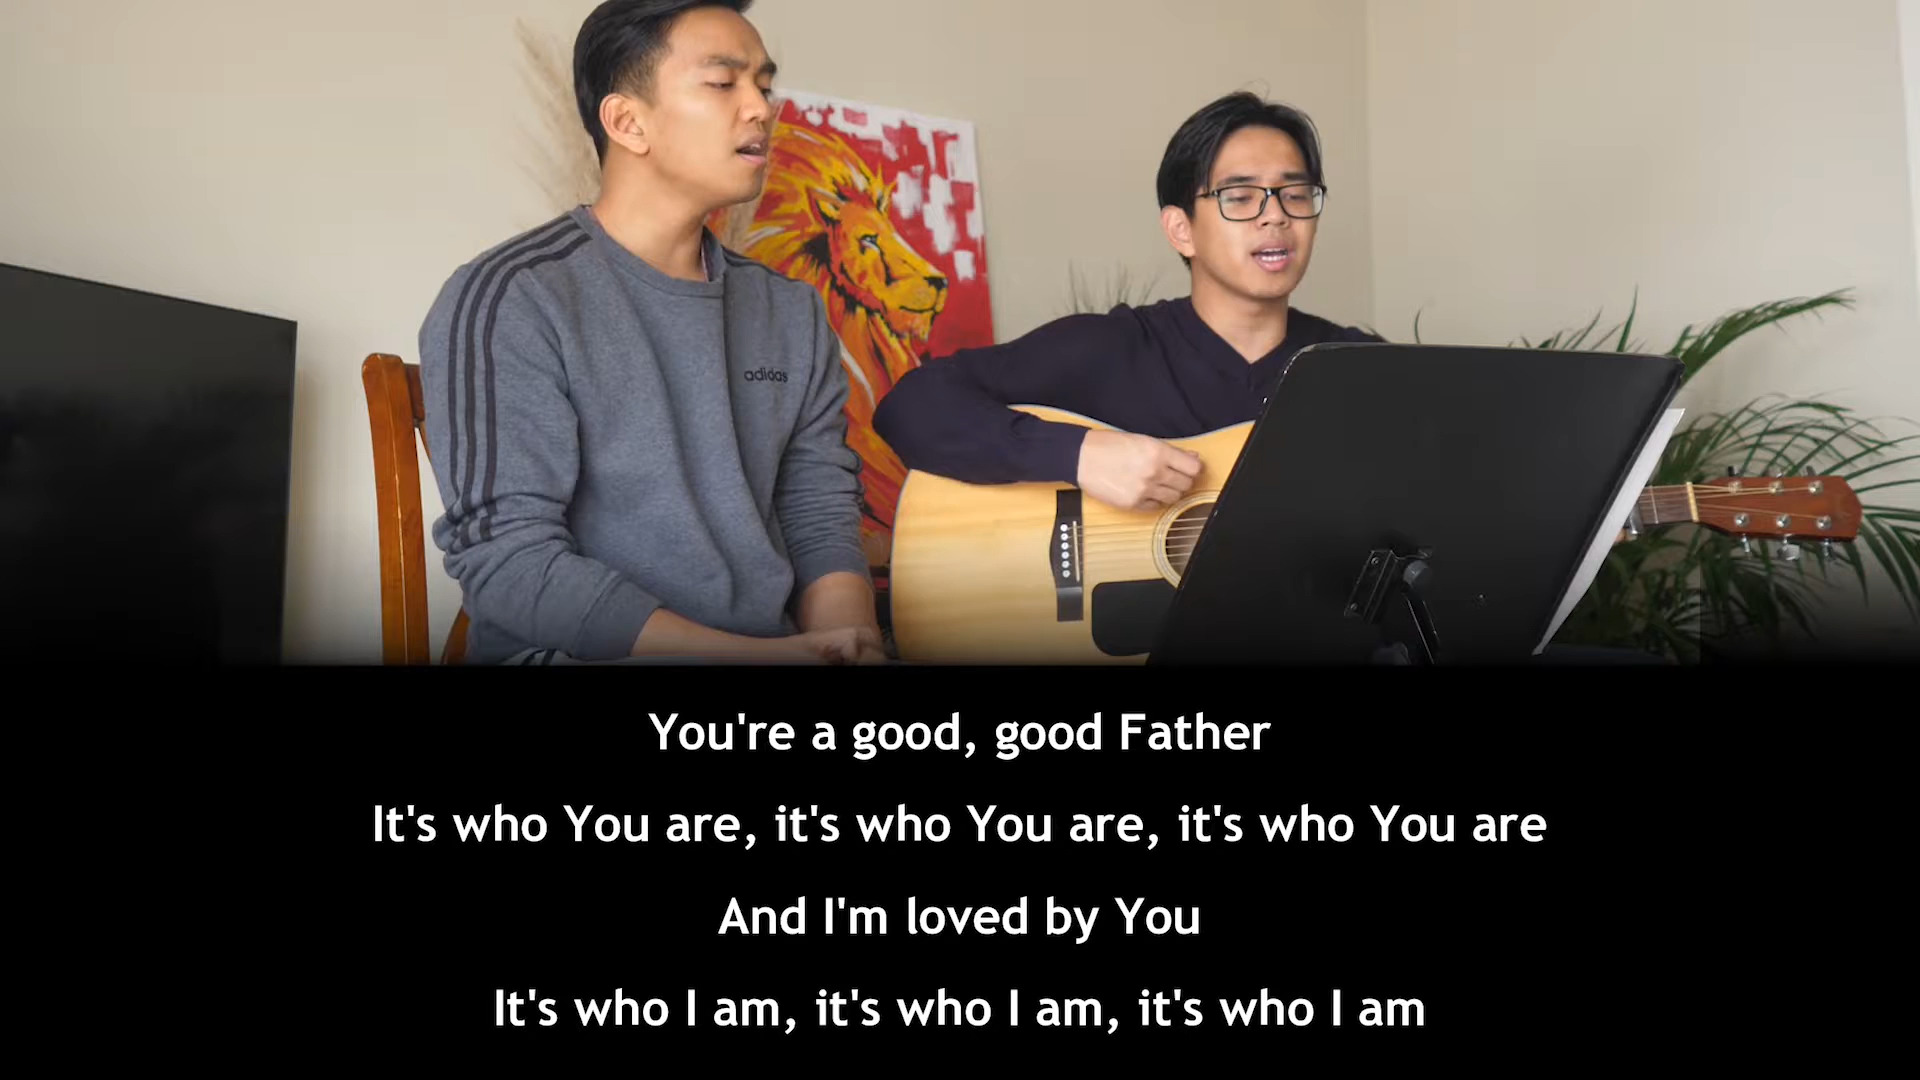 adidas
You're a good, good Father
It's who You are, it's who You are, it's who You are
And I'm loved by You
It's who I am, it's who I am, it's who I am